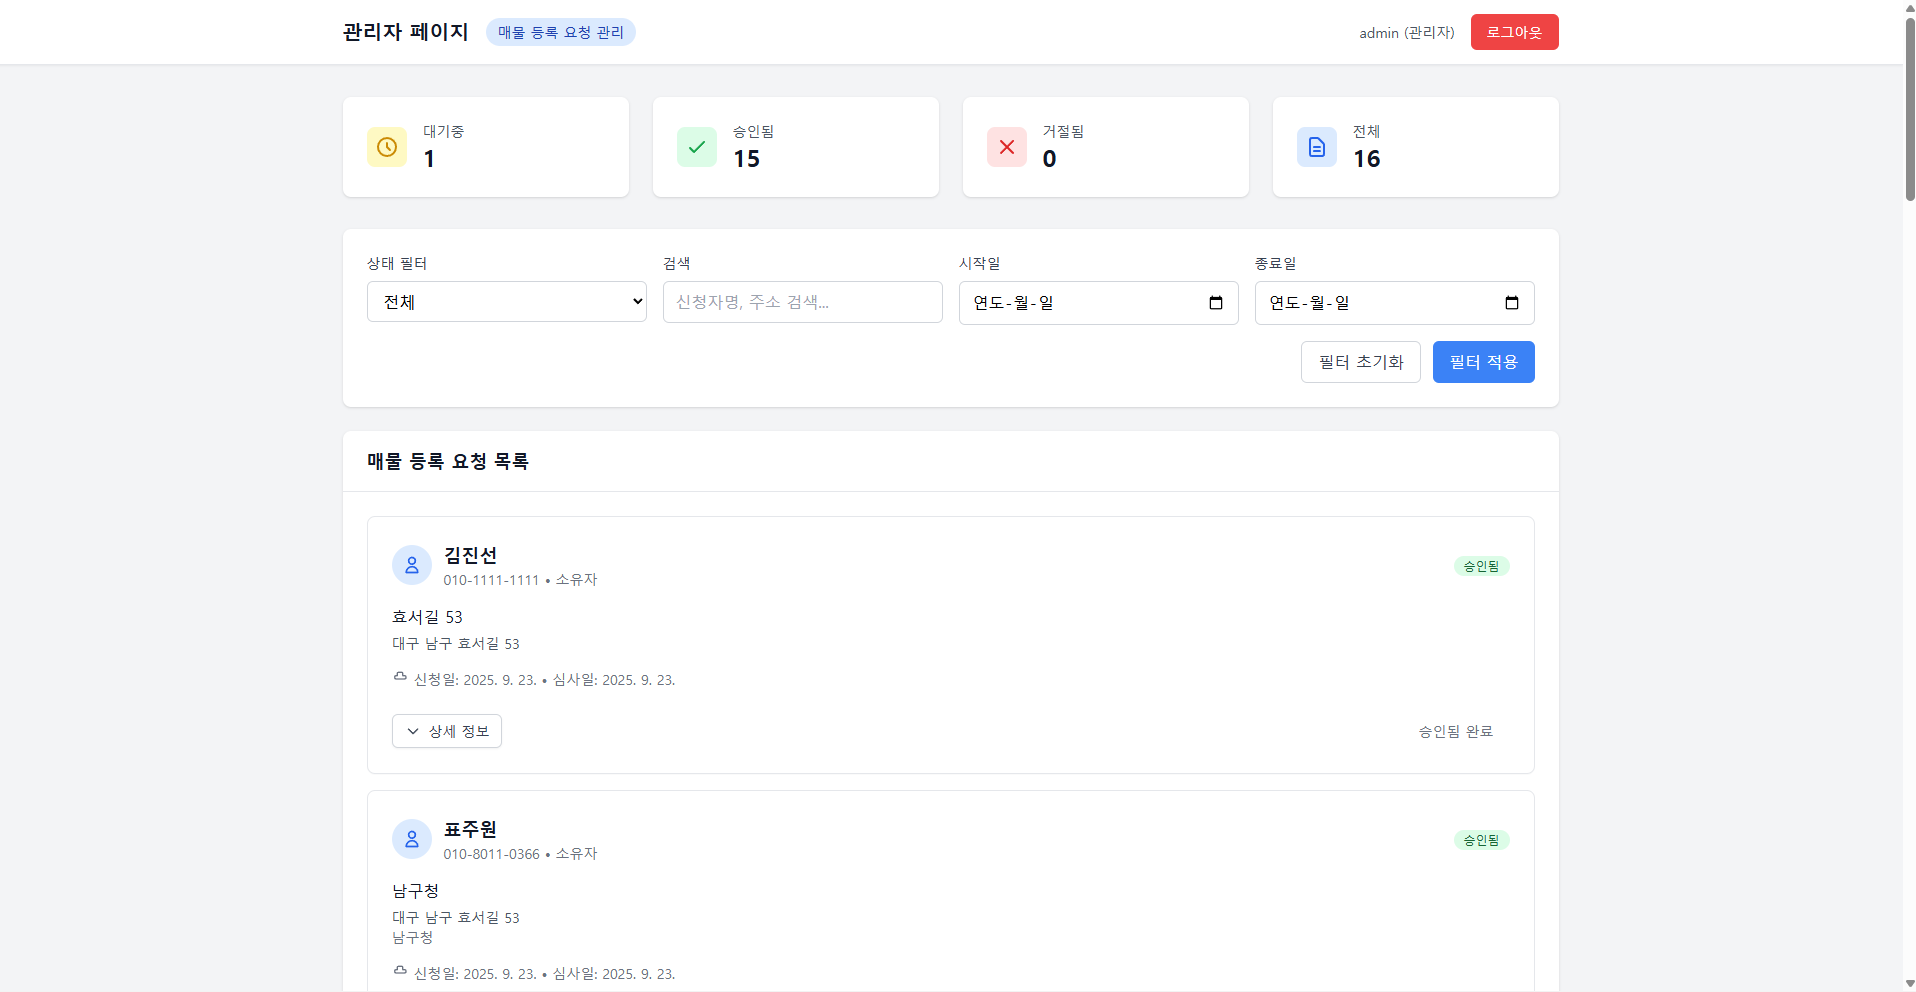 관리자 페이지 매물 등록 요청 관리 admin (관리자) 로그아웃
대기중
1
승인됨
15
거절됨
0
전체
16
상태 필터
전체
검색
신청자명, 주소 검색...
시작일
연도-월-일
종료일
연도-월-일
필터 초기화 필터 적용
매물 등록 요청 목록
김진선
010-1111-1111 • 소유자
승인됨
효서길 53
대구 남구 효서길 53
신청일: 2025. 9. 23. • 심사일: 2025. 9. 23.
상세 정보 승인됨 완료
표주원
010-8011-0366 • 소유자
승인됨
남구청
대구 남구 효서길 53
남구청
신청일: 2025. 9. 23. • 심사일: 2025. 9. 23.